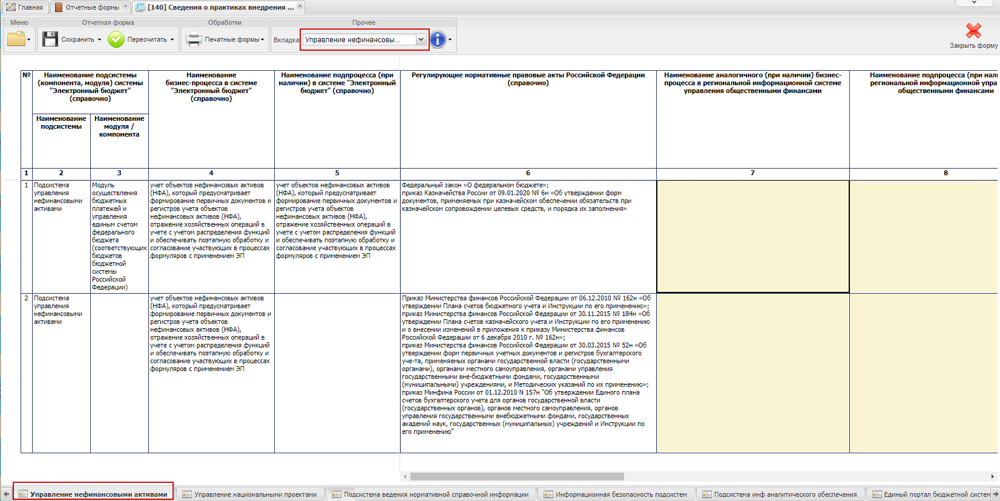 Главная
Отчетные формы
[140] Сведения о практиках внедрения ...
Меню
Отчетная форма
Обработки
Прочее
Сохранить
Пересчитать
Печатные формы
Вкладка
Управление нефинансовы...
Закрыть форму
№
Наименование подсистемы
(компонента, модуля) системы
"Электронный бюджет"
(справочно)
Наименование
бизнес-процесса в системе
"Электронный бюджет"
(справочно)
Наименование подпроцесса (при
наличии) в системе "Электронный
бюджет" (справочно)
Регулирующие нормативные правовые акты Российской Федерации
(справочно)
Наименование аналогичного (при наличии) бизнес-
процесса в региональной информационной системе
управления общественными финансами
Наименование подпроцесса (при нали
региональной информационной упра
общественными финансами
Наименование
подсистемы
Наименование
модуля /
компонента
1 2 3 4 5 6 7 8
1
Подсистема
управления
нефинансовыми
активами
Модуль
осуществления
бюджетных
платежей и
управления
единым счетом
федерального
бюджета
(соответствующих
бюджетов
бюджетной
системы
Российской
Федерации)
учет объектов нефинансовых активов
(НФА), который предусматривает
формирование первичных документов и
регистров учета объектов
нефинансовых активов (НФА),
отражение хозяйственных операций в
учете с учетом распределения функций
и обеспечивать поэтапную обработку и
согласование участвующих в процессах
формуляров с применением ЭП
учет объектов нефинансовых активов
(НФА), который предусматривает
формирование первичных документов и
регистров учета объектов
нефинансовых активов (НФА),
отражение хозяйственных операций в
учете с учетом распределения функций
и обеспечивать поэтапную обработку и
согласование участвующих в процессах
формуляров с применением ЭП
Федеральный закон «О федеральном бюджете»;
приказ Казначейства России от 09.01.2020 № 6н «Об утверждении форм
документов, применяемых при казначейском обеспечении обязательств при
казначейском сопровождении целевых средств, и порядка их заполнения»
2
Подсистема
управления
нефинансовыми
активами
учет объектов нефинансовых активов
(НФА), который предусматривает
формирование первичных документов и
регистров учета объектов
нефинансовых активов (НФА),
отражение хозяйственных операций в
учете с учетом распределения функций
и обеспечивать поэтапную обработку и
согласование участвующих в процессах
формуляров с применением ЭП
Приказ Министерства финансов Российской Федерации от 06.12.2010 № 162н «Об
утверждении Плана счетов бюджетного учета и Инструкции по его применению»;
приказ Министерства финансов Российской Федерации от 30.11.2015 № 184н «Об
утверждении Плана счетов казначейского учета и Инструкции по его применению
и о внесении изменений в приложения к приказу Министерства финансов
Российской Федерации от 6 декабря 2010 г. № 162н»;
приказ Министерства финансов Российской Федерации от 30.03.2015 № 52н «Об
утверждении форм первичных учетных документов и регистров бухгалтерского
уче-та, применяемых органами государственной власти (государственными
органами), органами местного самоуправления, органами управления
государственными вне-бюджетными фондами, государственными
(муниципальными) учреждениями, и Методических указаний по их применению»;
приказ Минфина России от 01.12.2010 N 157н "Об утверждении Единого плана
счетов бухгалтерского учета для органов государственной власти
(государственных органов), органов местного самоуправления, органов
управления государственными внебюджетными фондами, государственных
академий наук, государственных (муниципальных) учреждений и Инструкции по
его применению"
Управление нефинансовыми активами
Управление национальными проектами
Подсистема ведения нормативной справочной информации
Информационная безопасность подсистем
Подсистема инф аналитического обеспечения
Единый портал бюджетной систем